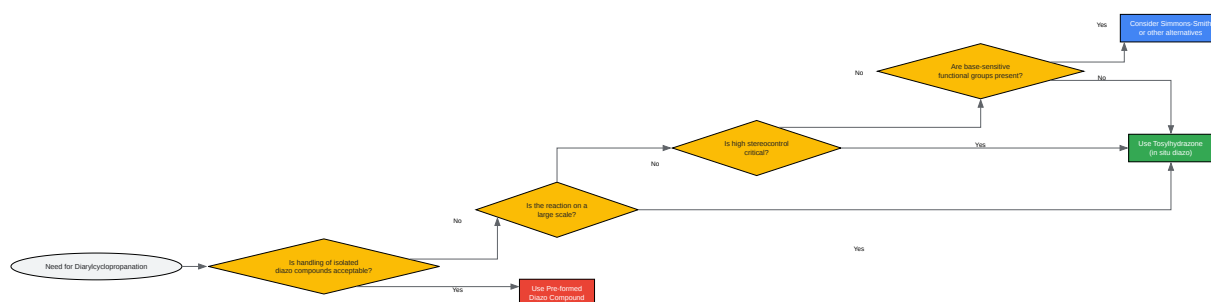 Yes
Consider Simmons-Smith
or other alternatives
Are base-sensitive
functional groups present?
No
No
Is high stereocontrol
critical?
Yes
Use Tosylhydrazone
(in situ diazo)
No
Is the reaction on a
large scale?
No
Yes
Need for Diarylcyclopropanation
Is handling of isolated
diazo compounds acceptable?
Yes
Use Pre-formed
Diazo Compound